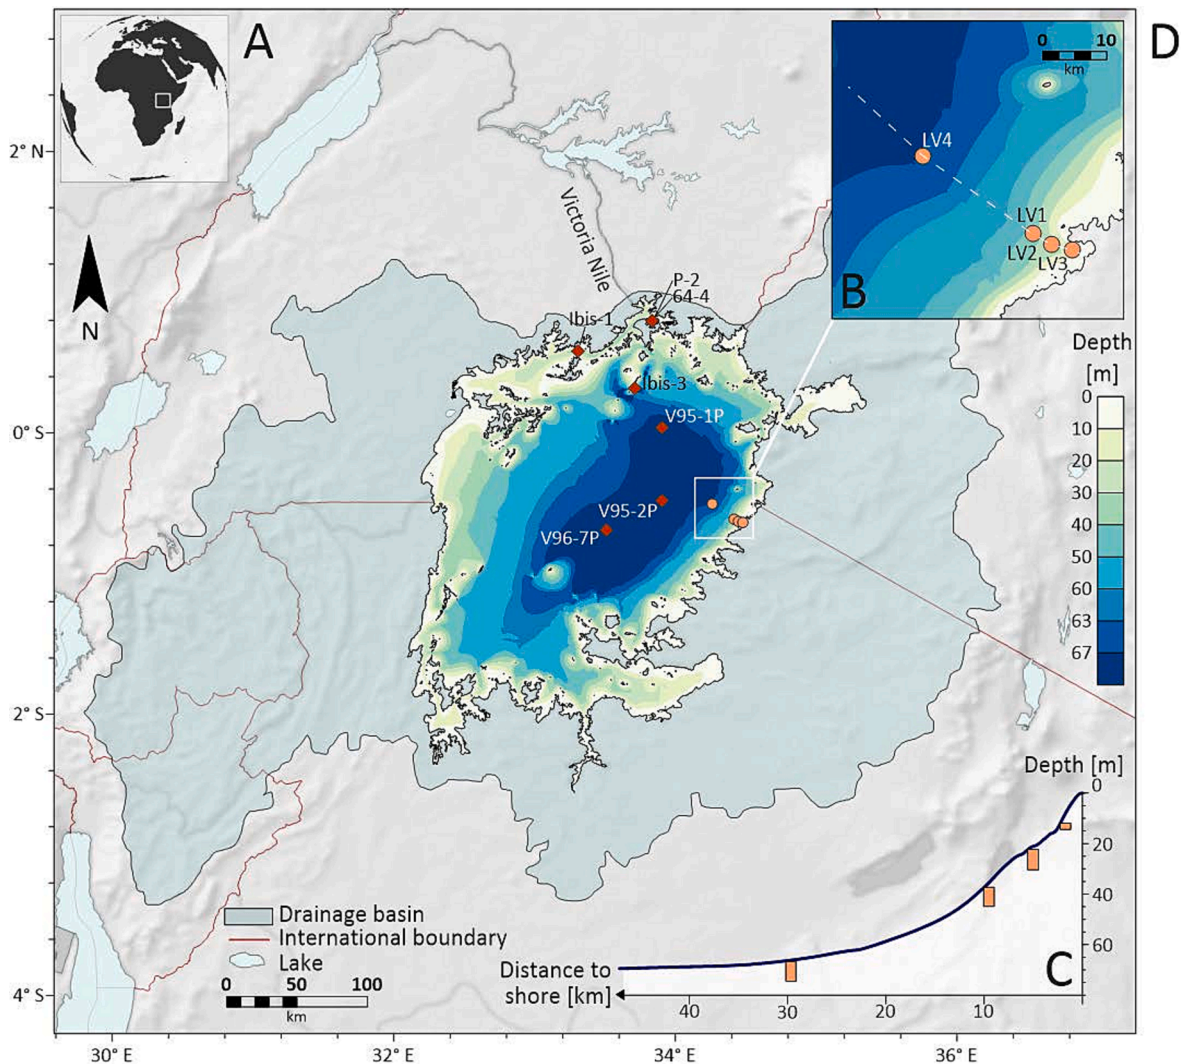 A
D
0 10
km
LV4
LV1
LV2
LV3
B
2° N
Victoria Nile
N
P-2
64-4
Ibis-1
Ibis-3
V95-1P
V95-2P
V96-7P
0° S
Depth
[m]
0
10
20
30
40
50
60
63
67
2° S
Depth [m]
0
20
40
60
C
Distance to
shore [km]
40 30 20 10
Drainage basin
International boundary
Lake
0 50 100
km
4° S
30° E 32° E 34° E 36° E